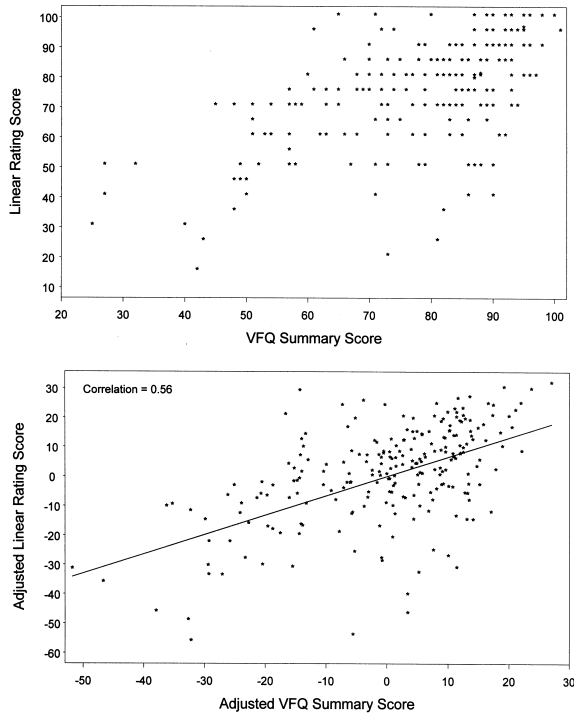 100
90
80
70
60
50
40
30
20
10
Linear Rating Score
20 30 40 50 60 70 80 90 100
VFQ Summary Score
Correlation = 0.56
30
20
10
0
-10
-20
-30
-40
-50
-60
Adjusted Linear Rating Score
-50 -40 -30 -20 -10 0 10 20 30
Adjusted VFQ Summary Score